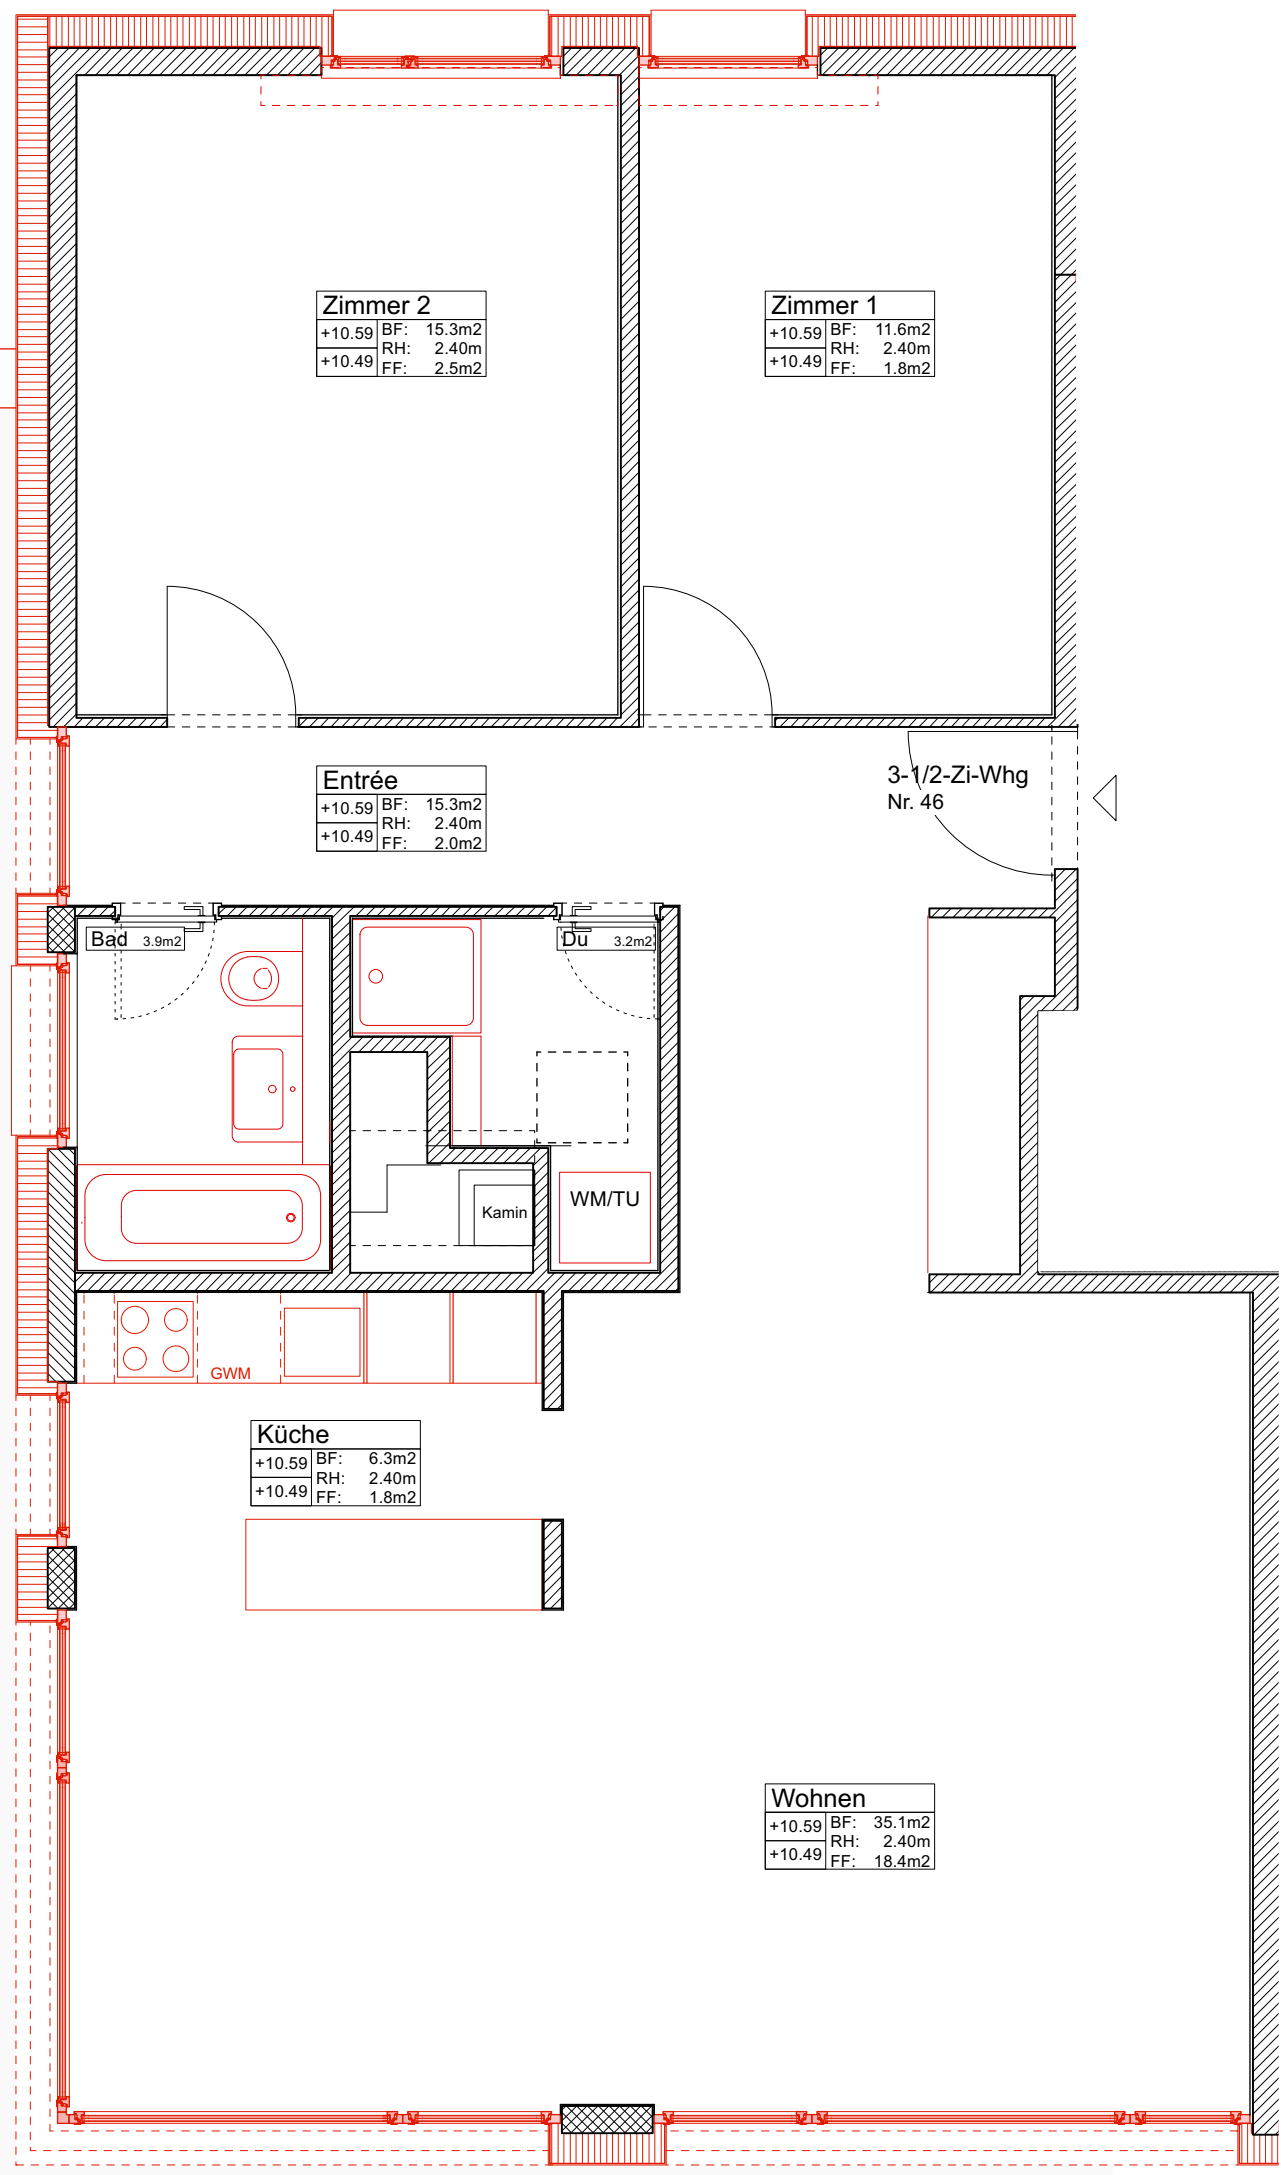 Zimmer 2
+10.59 BF: 15.3m2
RH: 2.40m
+10.49 FF: 2.5m2
Zimmer 1
+10.59 BF: 11.6m2
RH: 2.40m
+10.49 FF: 1.8m2
Entrée
+10.59 BF: 15.3m2
RH: 2.40m
+10.49 FF: 2.0m2
3-1/2-Zi-Whg
Nr. 46
Bad 3.9m2
Du 3.2m2
Kamin
WM/TU
GWM
Küche
+10.59 BF: 6.3m2
RH: 2.40m
+10.49 FF: 1.8m2
Wohnen
+10.59 BF: 35.1m2
RH: 2.40m
+10.49 FF: 18.4m2